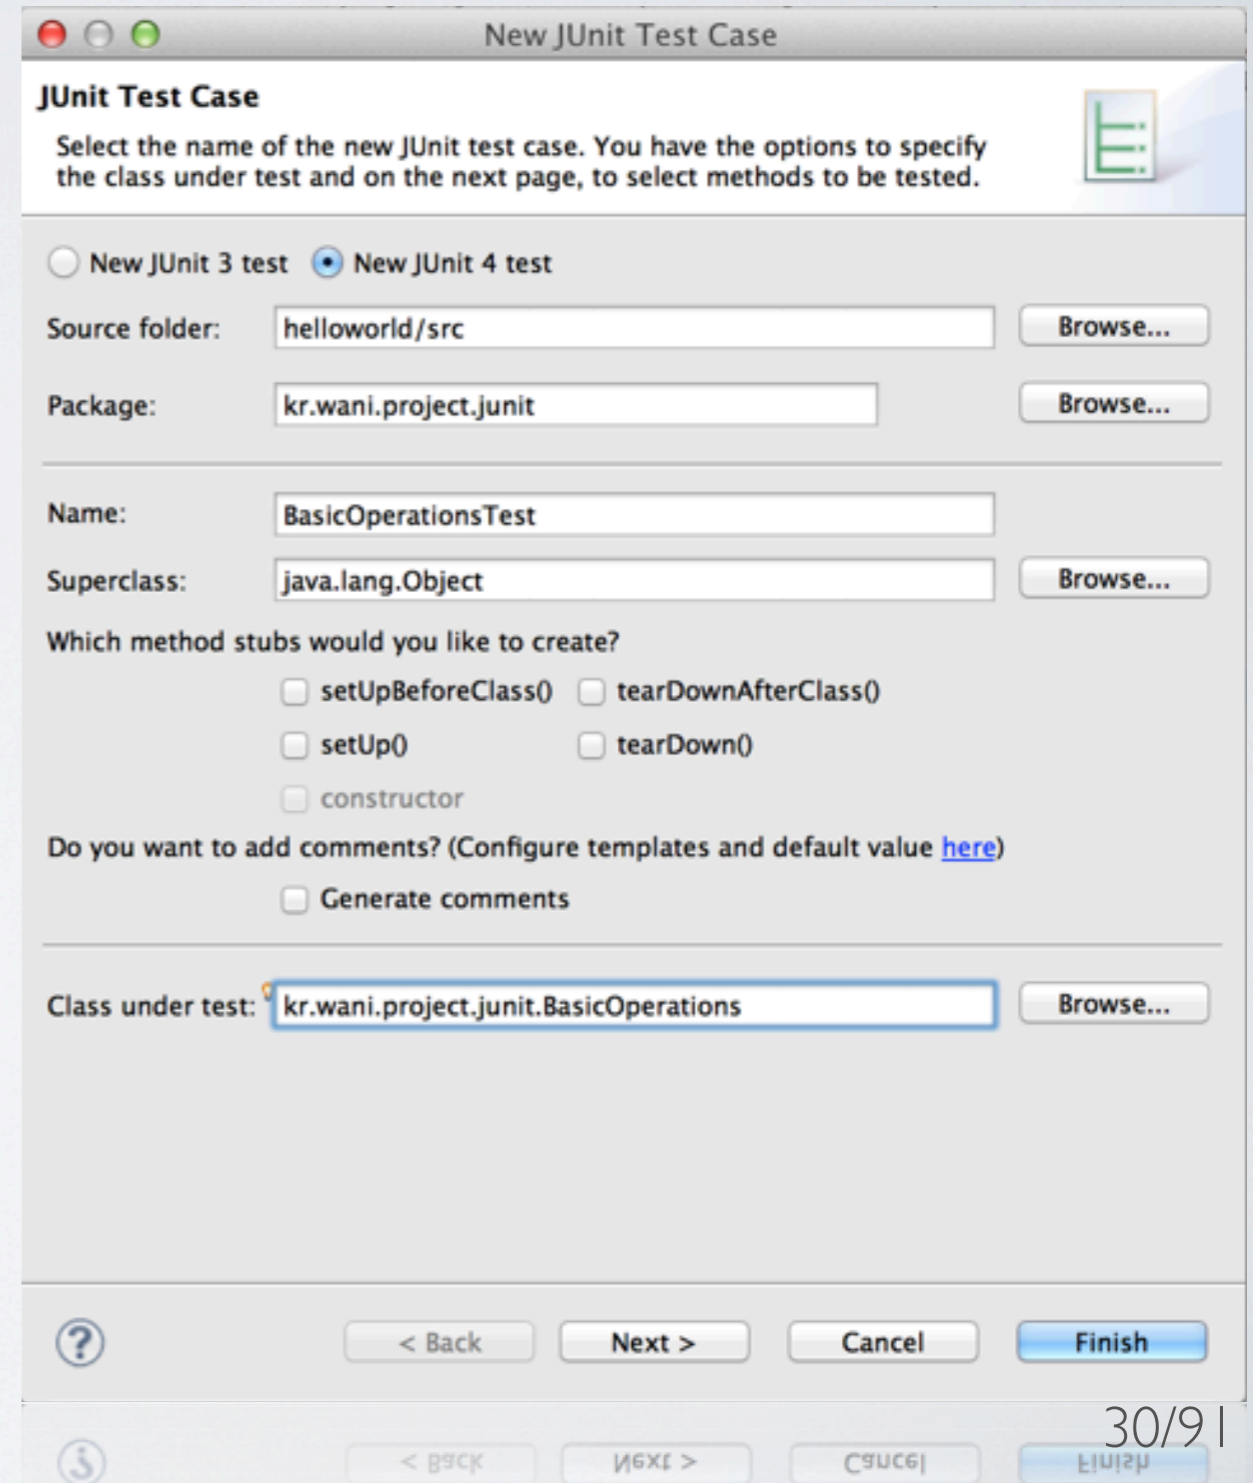 New JUnit Test Case
JUnit Test Case
Select the name of the new JUnit test case. You have the options to specify
the class under test and on the next page, to select methods to be tested.
New JUnit 3 test New JUnit 4 test
Source folder: helloworld/src Browse...
Package: kr.wani.project.junit Browse...
Name: BasicOperationsTest
Superclass: java.lang.Object Browse...
Which method stubs would you like to create?
setUpBeforeClass() tearDownAfterClass()
setUp() tearDown()
constructor
Do you want to add comments? (Configure templates and default value here)
Generate comments
Class under test: kr.wani.project.junit.BasicOperations Browse...
? < Back Next > Cancel Finish
30/91